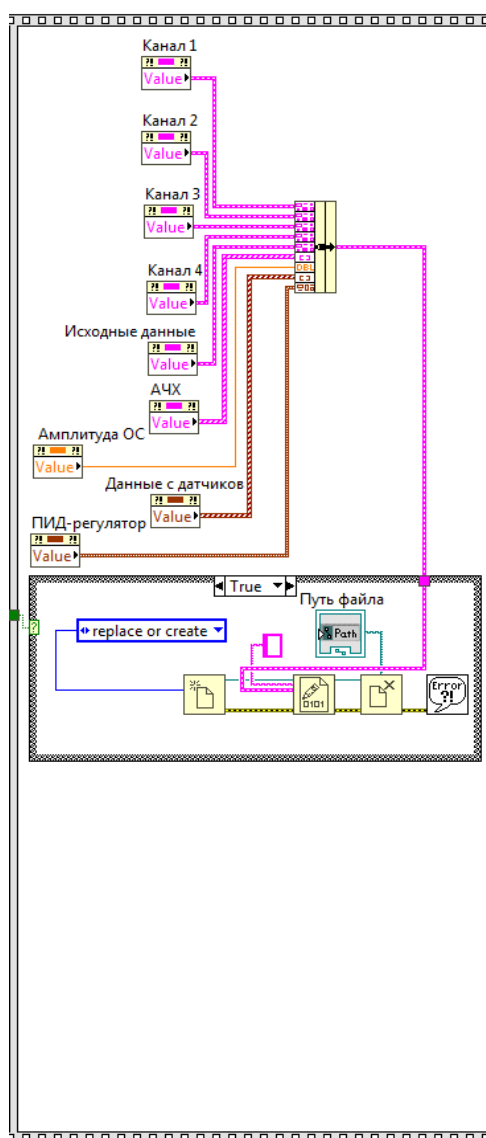 Канал 1
Value
Канал 2
Value
Канал 3
Value
Канал 4
Value
Исходные данные
Value
АЧХ
Value
Амплитуда ОС
Value
Данные с датчиков
Value
ПИД-регулятор
Value
DBL
True
Путь файла
replace or create
Path
?
0101
Error
?!